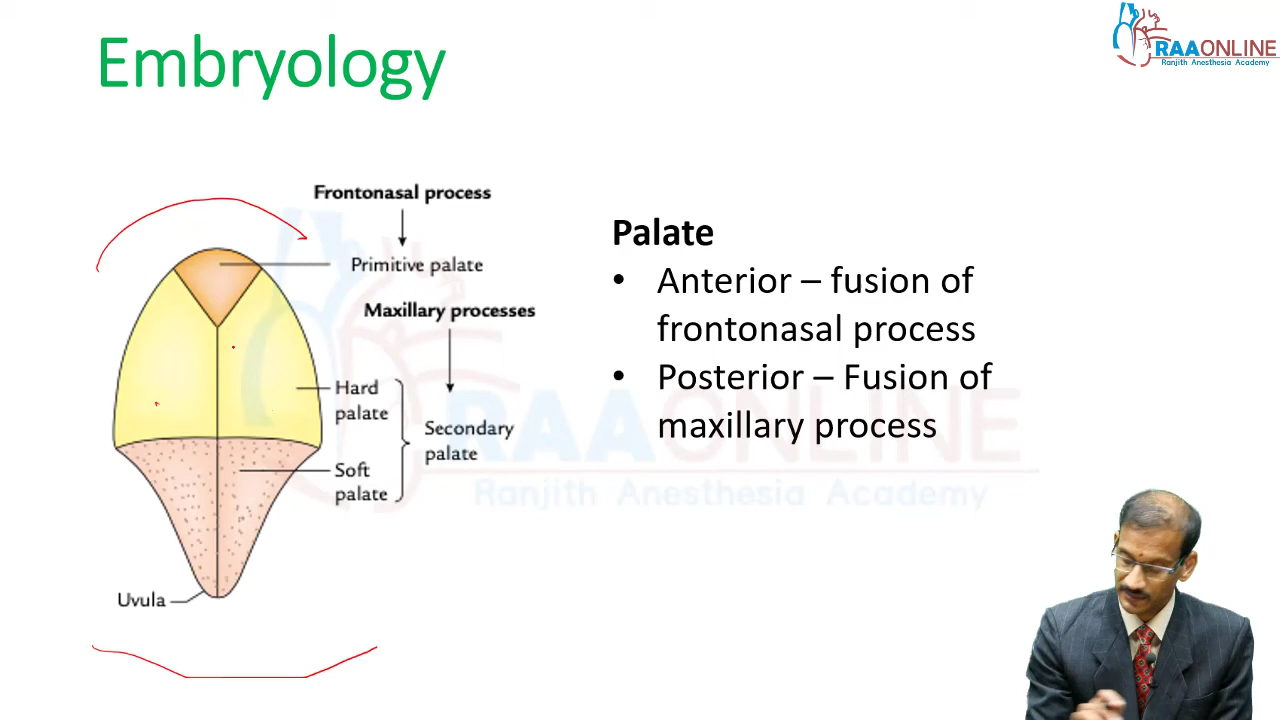 Embryology
RAAONLINE
Ranjith Anesthesia Academy
Frontonasal process
Primitive palate
Maxillary processes
Hard
palate
Secondary
palate
Soft
palate
Uvula
Palate
• Anterior – fusion of
frontonasal process
• Posterior – Fusion of
maxillary process
RAAONLINE
Ranjith Anesthesia Academy